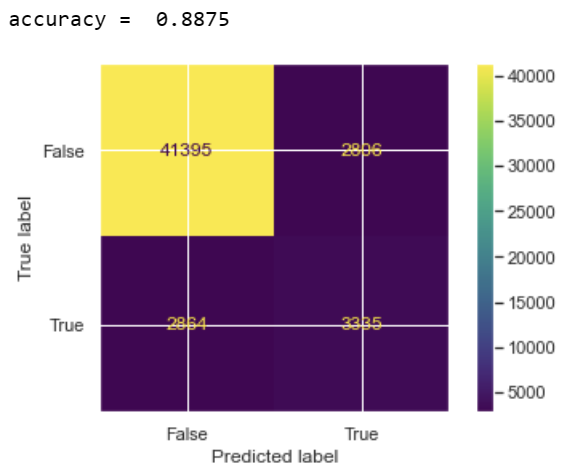 accuracy = 0.8875
True label
False
41395
2806
True
2864
3335
False
True
Predicted label
40000
35000
30000
25000
20000
15000
10000
5000